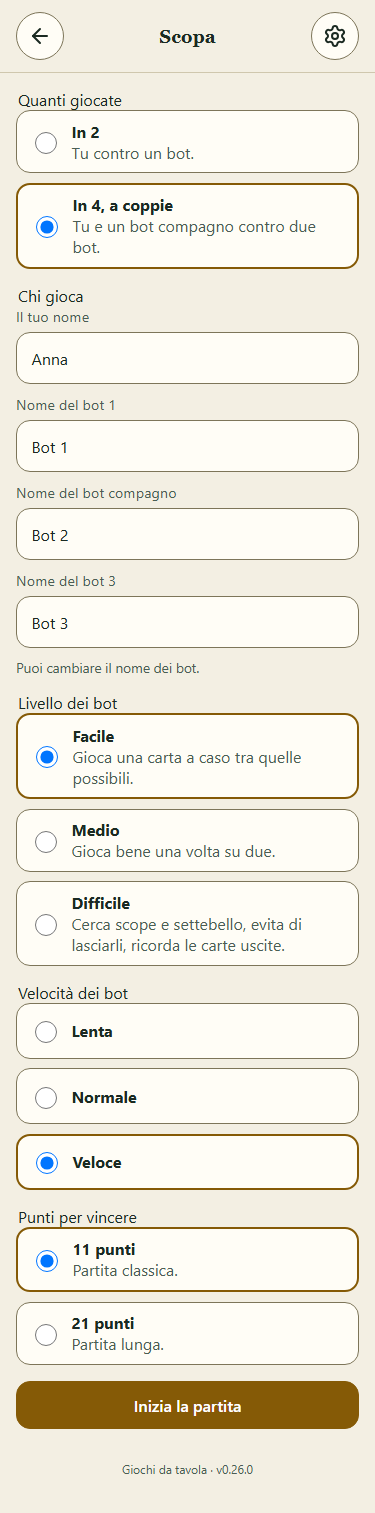 Scopa
Quanti giocate
In 2
Tu contro un bot.
In 4, a coppie
Tu e un bot compagno contro due
bot.
Chi gioca
Il tuo nome
Anna
Nome del bot 1
Bot 1
Nome del bot compagno
Bot 2
Nome del bot 3
Bot 3
Puoi cambiare il nome dei bot.
Livello dei bot
Facile
Gioca una carta a caso tra quelle
possibili.
Medio
Gioca bene una volta su due.
Difficile
Cerca scope e settebello, evita di
lasciarli, ricorda le carte uscite.
Velocità dei bot
Lenta
Normale
Veloce
Punti per vincere
11 punti
Partita classica.
21 punti
Partita lunga.
Inizia la partita
Giochi da tavola · v0.26.0